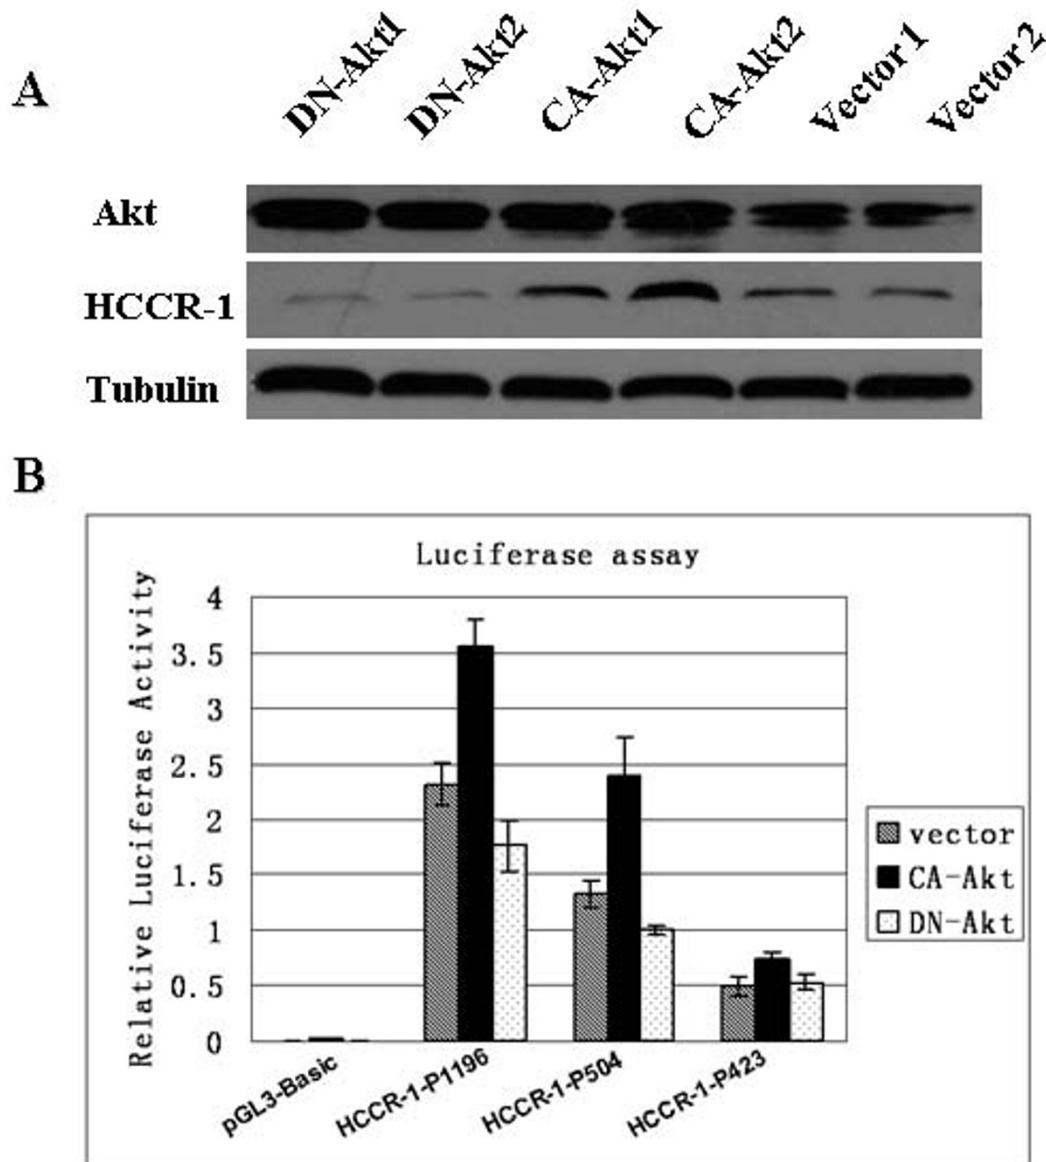 A
DN-Akt1 DN-Akt2 CA-Akt1 CA-Akt2 Vector1 Vector 2
Akt
HCCR-1
Tubulin
B
Luciferase assay
Relative Luciferase Activity
4
3.5
3
2.5
2
1.5
1
0.5
0
pGL3-Basic HCCR-1-P1196 HCCR-1-P504 HCCR-1-P423
vector
CA-Akt
DN-Akt